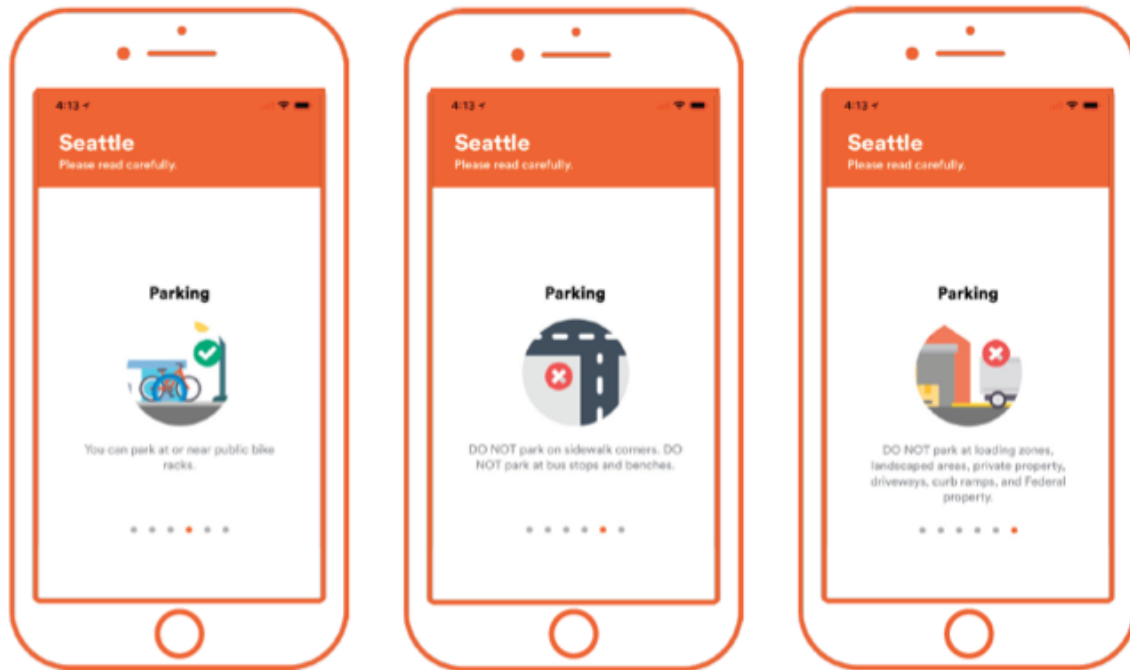 4:13
Seattle
Please read carefully.
Parking
You can park at or near public bike
racks.
4:13
Seattle
Please read carefully.
Parking
DO NOT park on sidewalk corners. DO
NOT park at bus stops and benches.
4:13
Seattle
Please read carefully.
Parking
DO NOT park at loading zones,
landscaped areas, private property,
driveways, curb ramps, and Federal
property.